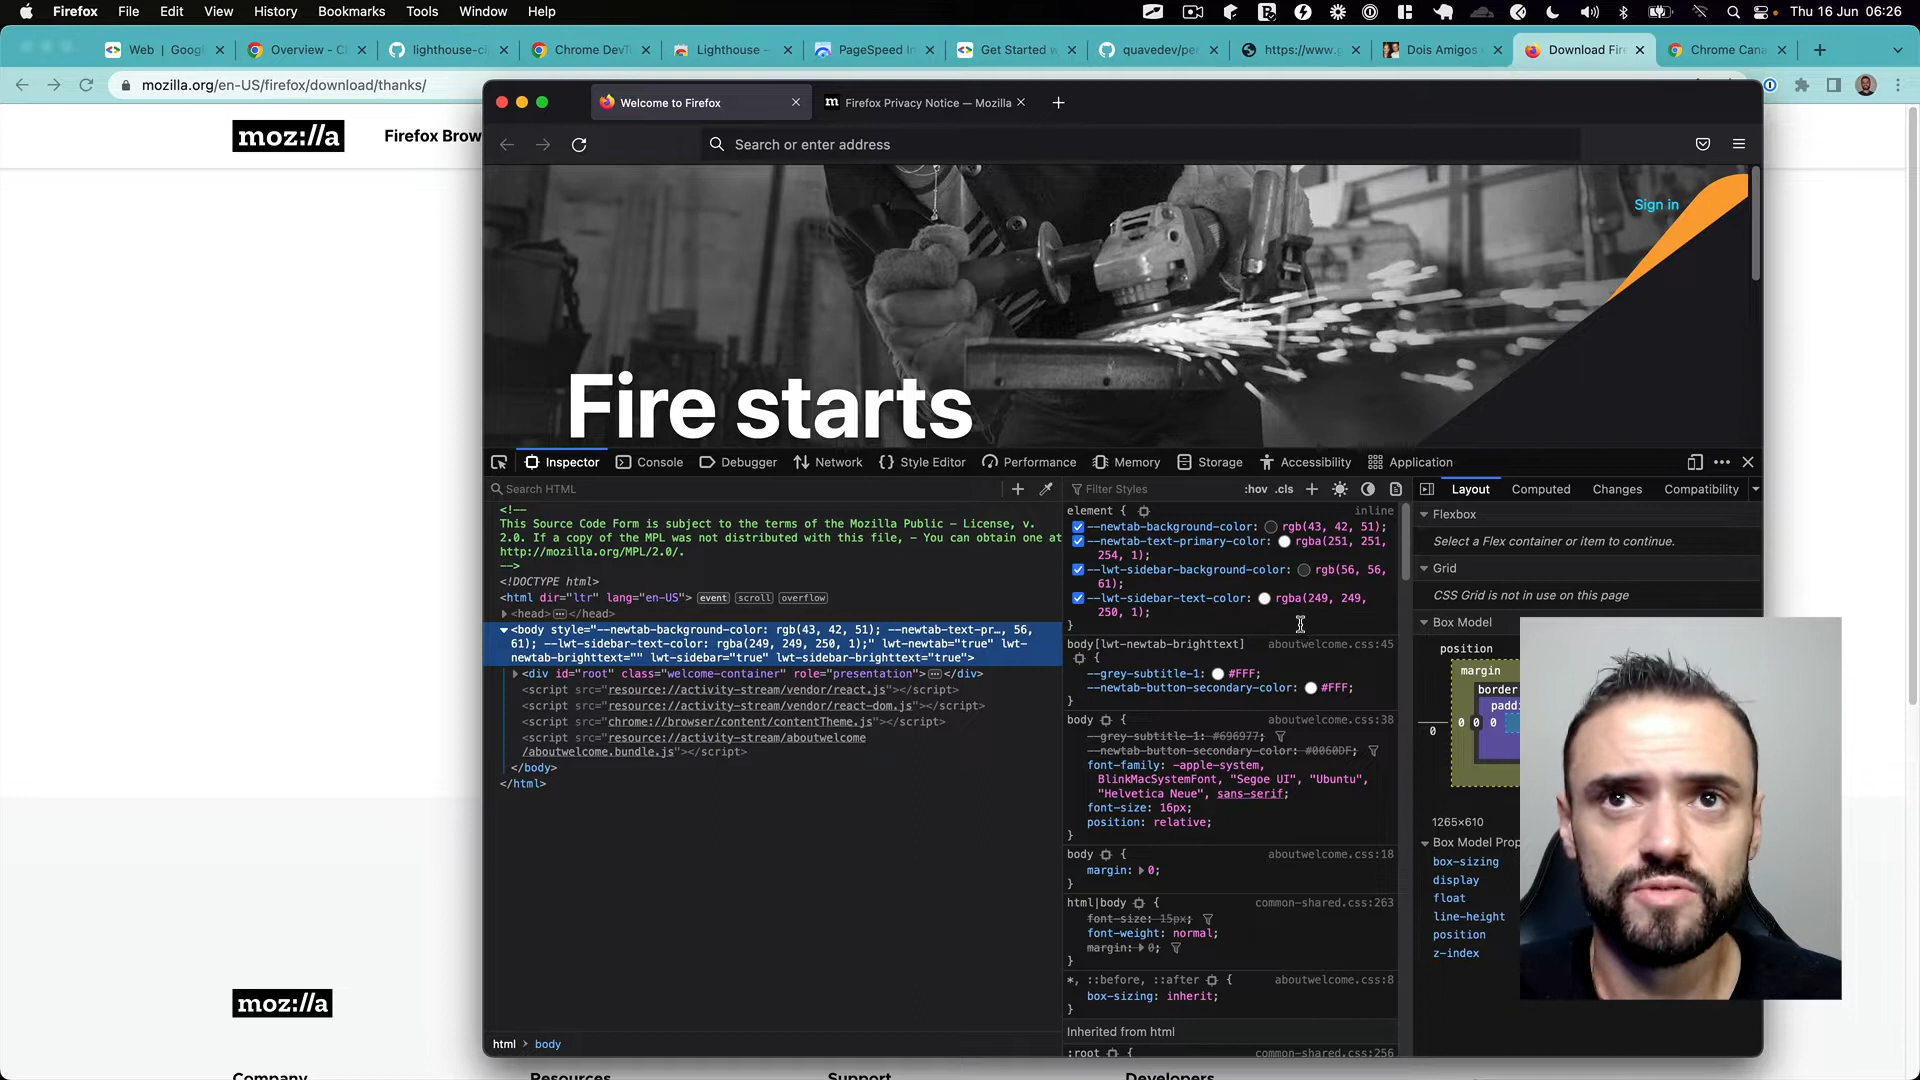 Firefox File Edit View History Bookmarks Tools Window Help
Thu 16 Jun 06:26
Web | Googl
Overview - C
lighthouse-ci
Chrome DevT
Lighthouse –
PageSpeed In
Get Started w
quavedev/per
https://www.g
Dois Amigos
Download Fire
Chrome Cana
mozilla.org/en-US/firefox/download/thanks/
moz://a
Firefox Brow
Welcome to Firefox
Firefox Privacy Notice — Mozilla
Search or enter address
Sign in
Fire starts
Inspector Console Debugger Network Style Editor Performance Memory Storage Accessibility Application
Search HTML
<!--
This Source Code Form is subject to the terms of the Mozilla Public - License, v.
2.0. If a copy of the MPL was not distributed with this file, - You can obtain one at
http://mozilla.org/MPL/2.0/.
-->
<!DOCTYPE html>
<html dir="ltr" lang="en-US"> event scroll overflow
<head> </head>
<body style="--newtab-background-color: rgb(43, 42, 51); --newtab-text-pr…, 56,
61); --lwt-sidebar-text-color: rgba(249, 249, 250, 1);" lwt-newtab="true" lwt-
newtab-brighttext="" lwt-sidebar="true" lwt-sidebar-brighttext="true">
<div id="root" class="welcome-container" role="presentation"> </div>
<script src="resource://activity-stream/vendor/react.js"></script>
<script src="resource://activity-stream/vendor/react-dom.js"></script>
<script src="chrome://browser/content/contentTheme.js"></script>
<script src="resource://activity-stream/aboutwelcome
/aboutwelcome.bundle.js"></script>
</body>
</html>
html > body
Filter Styles :hov .cls +
element { inline
--newtab-background-color: rgb(43, 42, 51);
--newtab-text-primary-color: rgba(251, 251,
254, 1);
--lwt-sidebar-background-color: rgb(56, 56,
61);
--lwt-sidebar-text-color: rgba(249, 249,
250, 1);
}
body[lwt-newtab-brighttext] aboutwelcome.css:45
{
--grey-subtitle-1: #FFF;
--newtab-button-secondary-color: #FFF;
}
body { aboutwelcome.css:38
--grey-subtitle-1: #696977;
--newtab-button-secondary-color: #0060DF;
font-family: -apple-system,
BlinkMacSystemFont, "Segoe UI", "Ubuntu",
"Helvetica Neue", sans-serif;
font-size: 16px;
position: relative;
}
body { aboutwelcome.css:18
margin: 0;
}
html|body { common-shared.css:263
font-size: 15px;
font-weight: normal;
margin: 0;
}
*, ::before, ::after { aboutwelcome.css:8
box-sizing: inherit;
}
Inherited from html
:root { common-shared.css:256
Layout Computed Changes Compatibility
Flexbox
Select a Flex container or item to continue.
Grid
CSS Grid is not in use on this page
Box Model
position
margin
border
paddi
0 0 0
0
1265×610
Box Model Prop
box-sizing
display
float
line-height
position
z-index
moz://a
Company Resources Support Developers